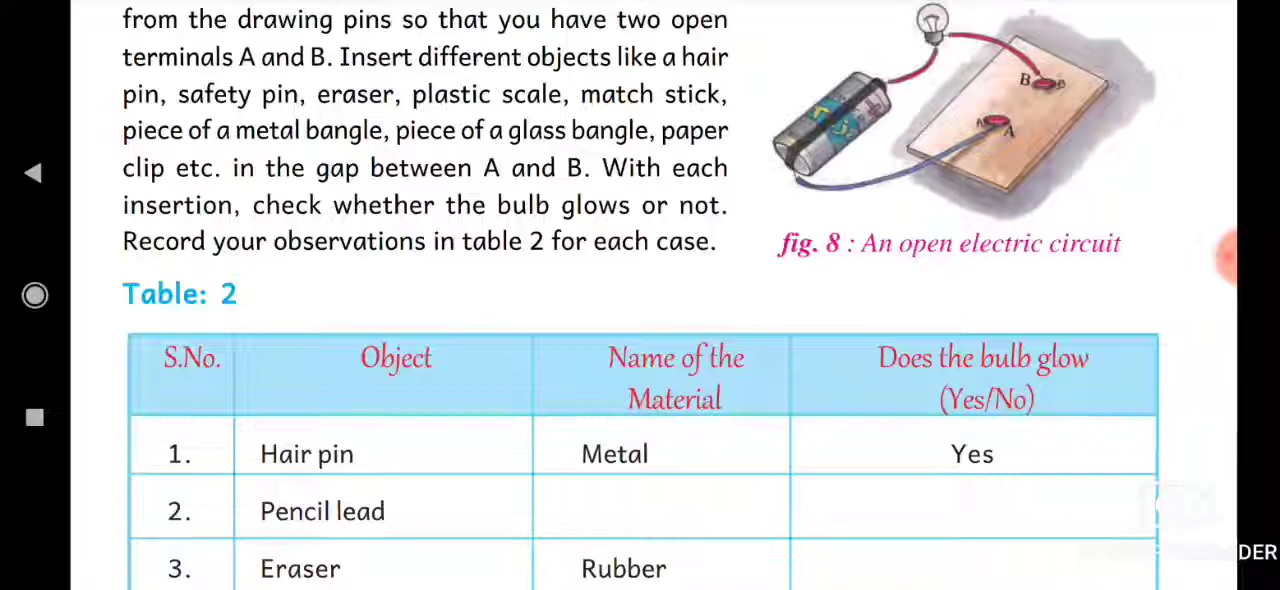 from the drawing pins so that you have two open
terminals A and B. Insert different objects like a hair
pin, safety pin, eraser, plastic scale, match stick,
piece of a metal bangle, piece of a glass bangle, paper
clip etc. in the gap between A and B. With each
insertion, check whether the bulb glows or not.
Record your observations in table 2 for each case.
B
A
fig. 8 : An open electric circuit
Table: 2
S.No. Object Name of the Material Does the bulb glow (Yes/No)
1. Hair pin Metal Yes
2. Pencil lead
3. Eraser Rubber
DER